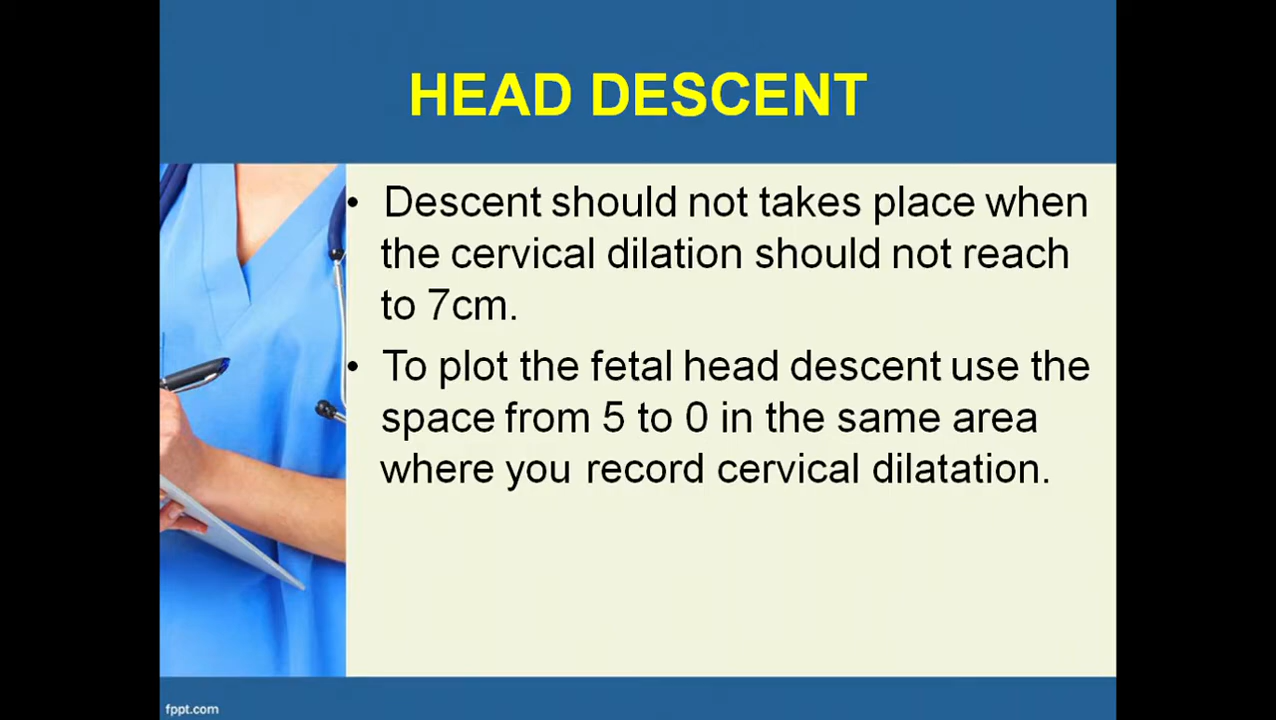 HEAD DESCENT
• Descent should not takes place when
the cervical dilation should not reach
to 7cm.
• To plot the fetal head descent use the
space from 5 to 0 in the same area
where you record cervical dilatation.
fppt.com